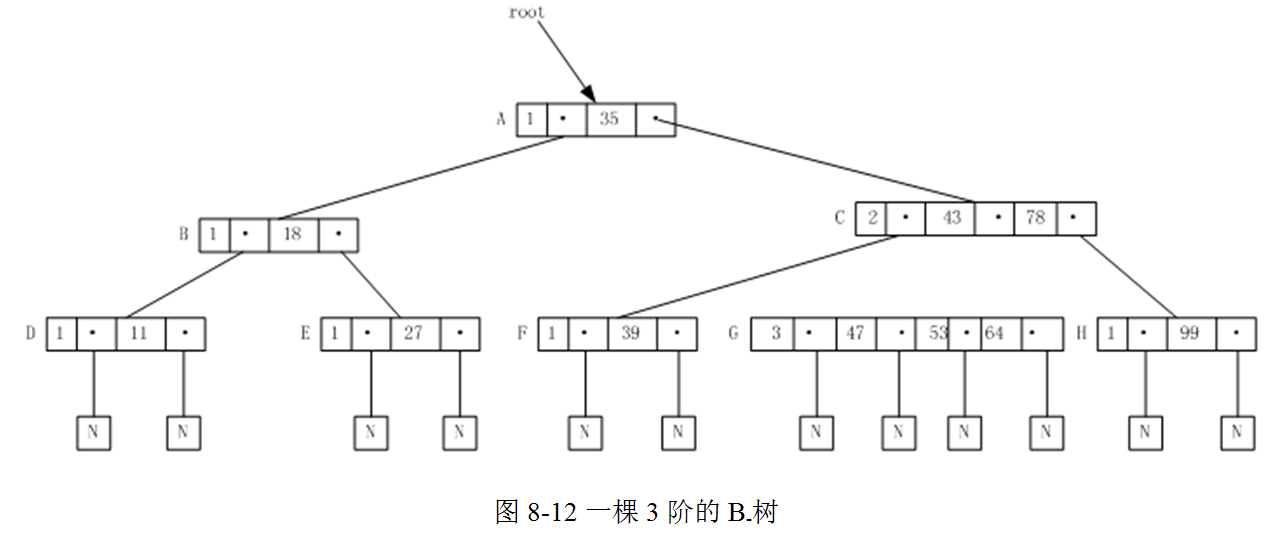 root
A 1 35
B 1 18
C 2 43 78
D 1 11
E 1 27
F 1 39
G 3 47 53 64
H 1 99
N N N N N N N N N N N N
图 8-12 一棵 3 阶的 B-树